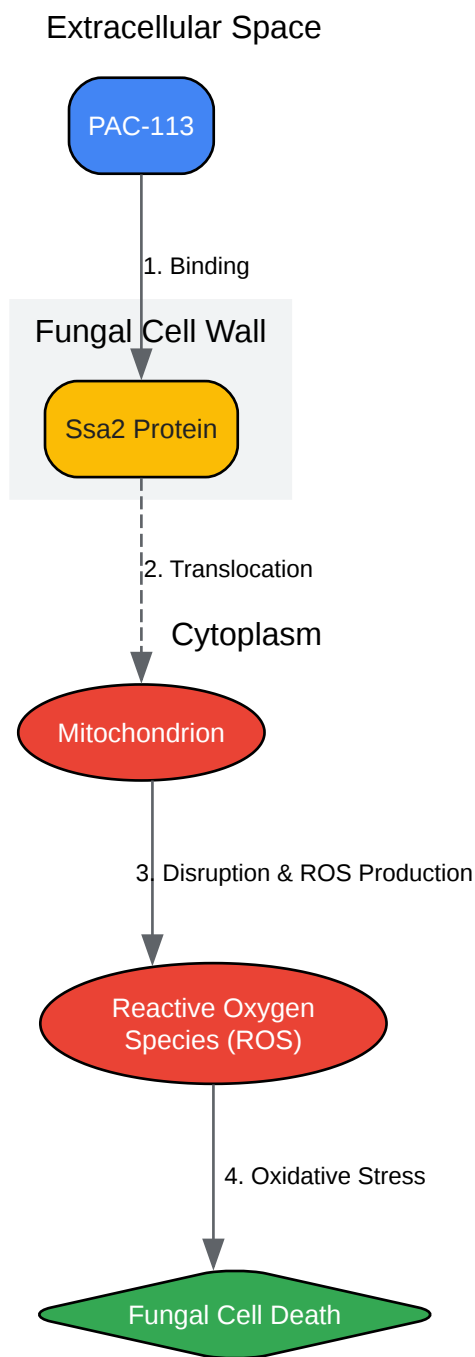 Extracellular Space
PAC-113
1. Binding
Fungal Cell Wall
Ssa2 Protein
2. Translocation
Cytoplasm
Mitochondrion
3. Disruption & ROS Production
Reactive Oxygen
Species (ROS)
4. Oxidative Stress
Fungal Cell Death